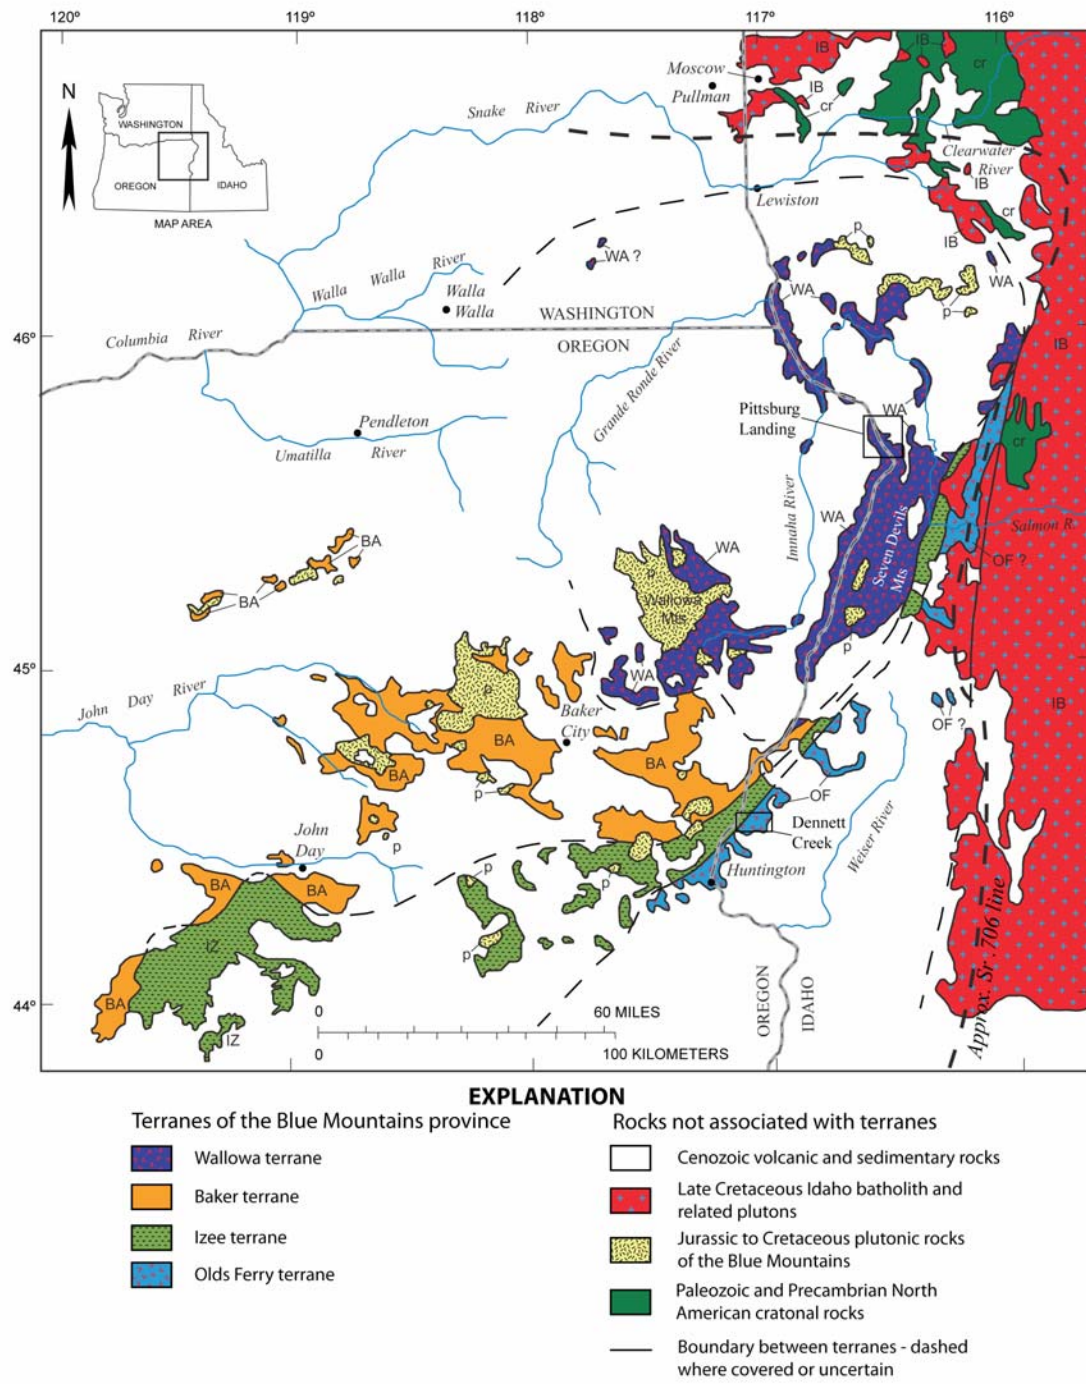 120º 119º 118º 117º 116º
N
WASHINGTON
OREGON
IDAHO
MAP AREA
Snake River
Moscow
Pullman
IB
IB
cr
IB
cr
Clearwater
River
IB
cr
IB
Lewiston
p
WA ?
WA
WA
p
Walla Walla River
Walla
Walla
46º
WASHINGTON
OREGON
Columbia River
IB
Grande Ronde River
WA
Pittsburg
Landing
Pendleton
Umatilla River
cr
Imnaha River
WA
Salmon R.
BA
BA
WA
p
Wallowa
Mts
Seven Devils
Mts
OF ?
p
45º
WA
p
IB
John Day River
OF ?
Baker
City
BA
BA
BA
p
OF
Dennett
Creek
Weiser River
p
John
Day
Huntington
BA
BA
p
p
IZ
p
BA
44º
IZ
0 60 MILES
0 100 KILOMETERS
OREGON
IDAHO
Approx. Sr .706 line
EXPLANATION
Terranes of the Blue Mountains province
Wallowa terrane
Baker terrane
Izee terrane
Olds Ferry terrane
Rocks not associated with terranes
Cenozoic volcanic and sedimentary rocks
Late Cretaceous Idaho batholith and
related plutons
Jurassic to Cretaceous plutonic rocks
of the Blue Mountains
Paleozoic and Precambrian North
American cratonal rocks
Boundary between terranes - dashed
where covered or uncertain